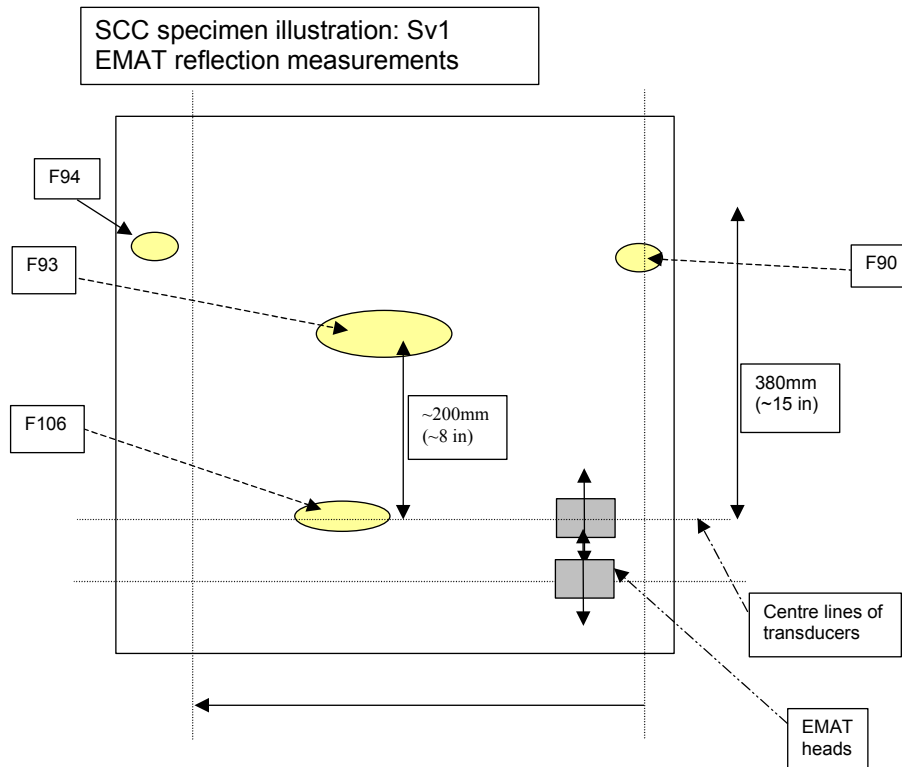 SCC specimen illustration: Sv1
EMAT reflection measurements
F94
F93
F90
380mm
(~15 in)
~200mm
(~8 in)
F106
Centre lines of
transducers
EMAT
heads